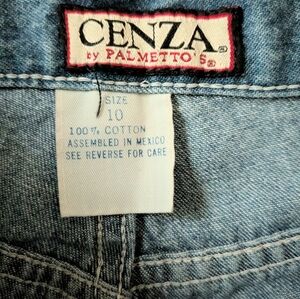 CENZA®
by PALMETTO'S®
SIZE
10
100% COTTON
ASSEMBLED IN MEXICO
SEE REVERSE FOR CARE